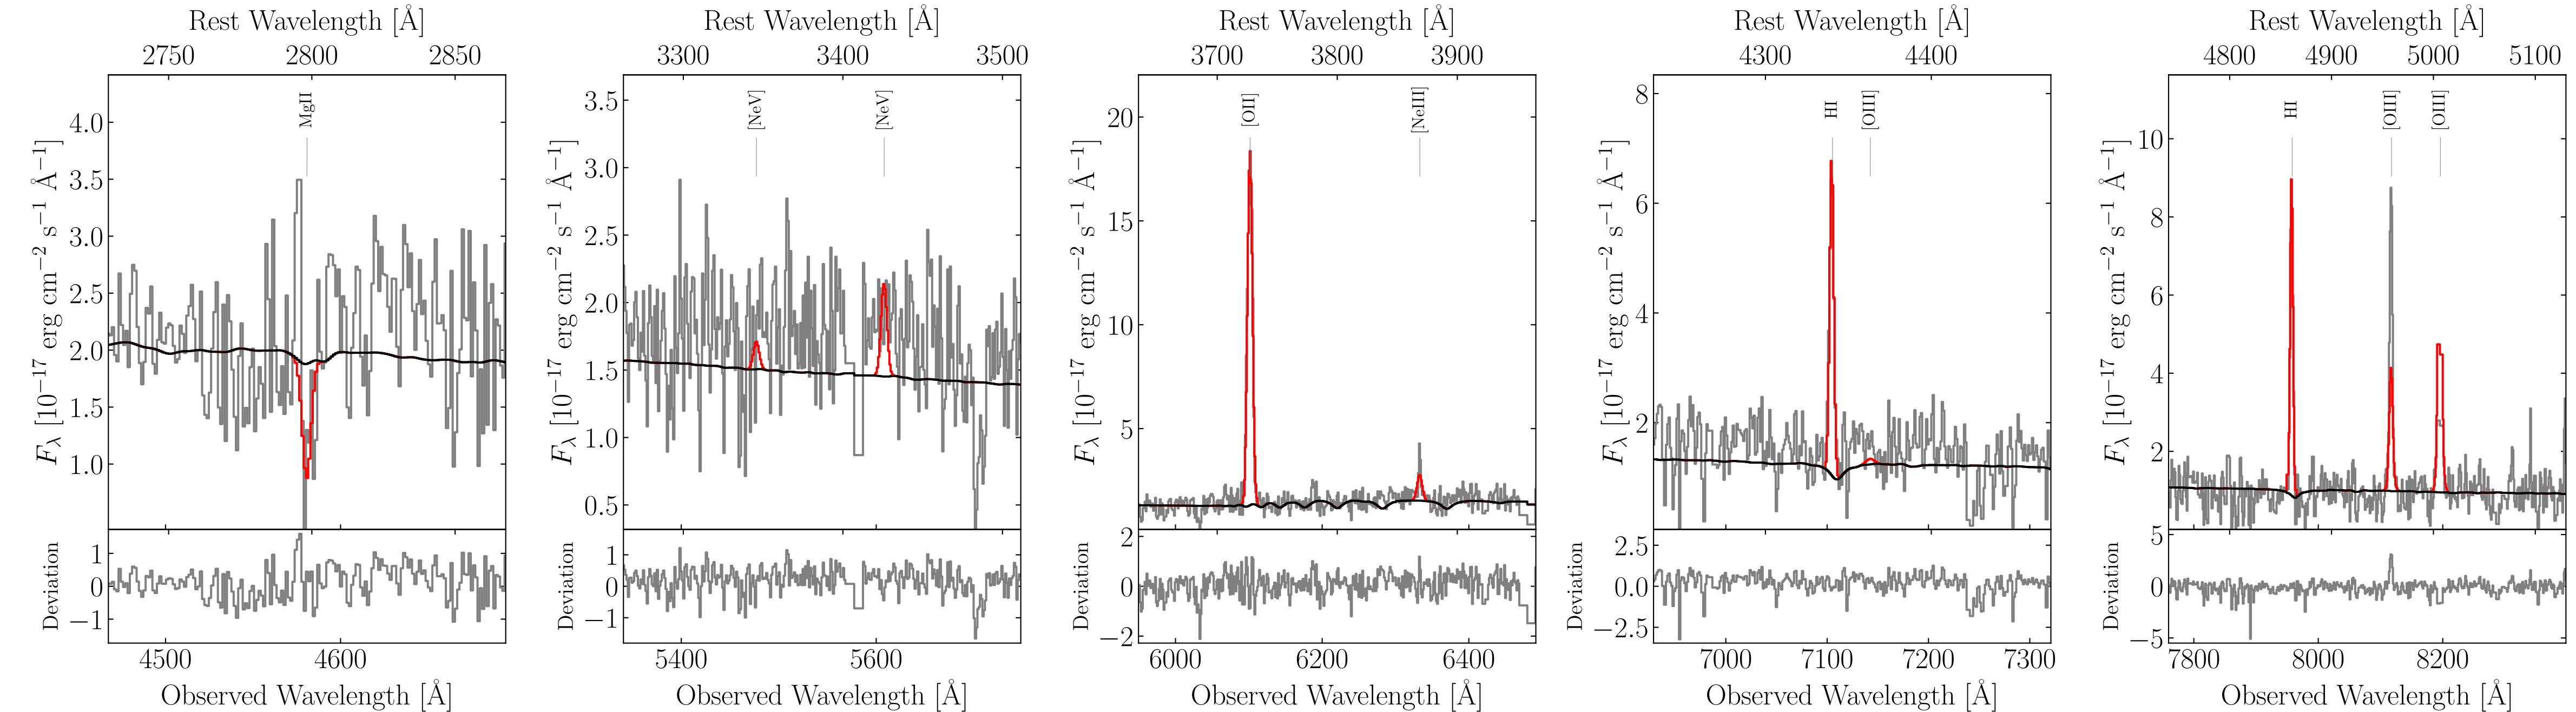 Rest Wavelength [Å]
2750 2800 2850
MgII
4.0
3.5
3.0
2.5
2.0
1.5
1.0
F_λ [10^−17 erg cm^−2 s^−1 Å^−1]
1
0
−1
Deviation
4500 4600
Observed Wavelength [Å]
Rest Wavelength [Å]
3300 3400 3500
[NeV] [NeV]
3.5
3.0
2.5
2.0
1.5
1.0
0.5
F_λ [10^−17 erg cm^−2 s^−1 Å^−1]
1
0
−1
Deviation
5400 5600
Observed Wavelength [Å]
Rest Wavelength [Å]
3700 3800 3900
[OII] [NeIII]
20
15
10
5
F_λ [10^−17 erg cm^−2 s^−1 Å^−1]
2
0
−2
Deviation
6000 6200 6400
Observed Wavelength [Å]
Rest Wavelength [Å]
4300 4400
HI [OIII]
8
6
4
2
F_λ [10^−17 erg cm^−2 s^−1 Å^−1]
2.5
0.0
−2.5
Deviation
7000 7100 7200 7300
Observed Wavelength [Å]
Rest Wavelength [Å]
4800 4900 5000 5100
HI [OIII] [OIII]
10
8
6
4
2
F_λ [10^−17 erg cm^−2 s^−1 Å^−1]
5
0
−5
Deviation
7800 8000 8200
Observed Wavelength [Å]